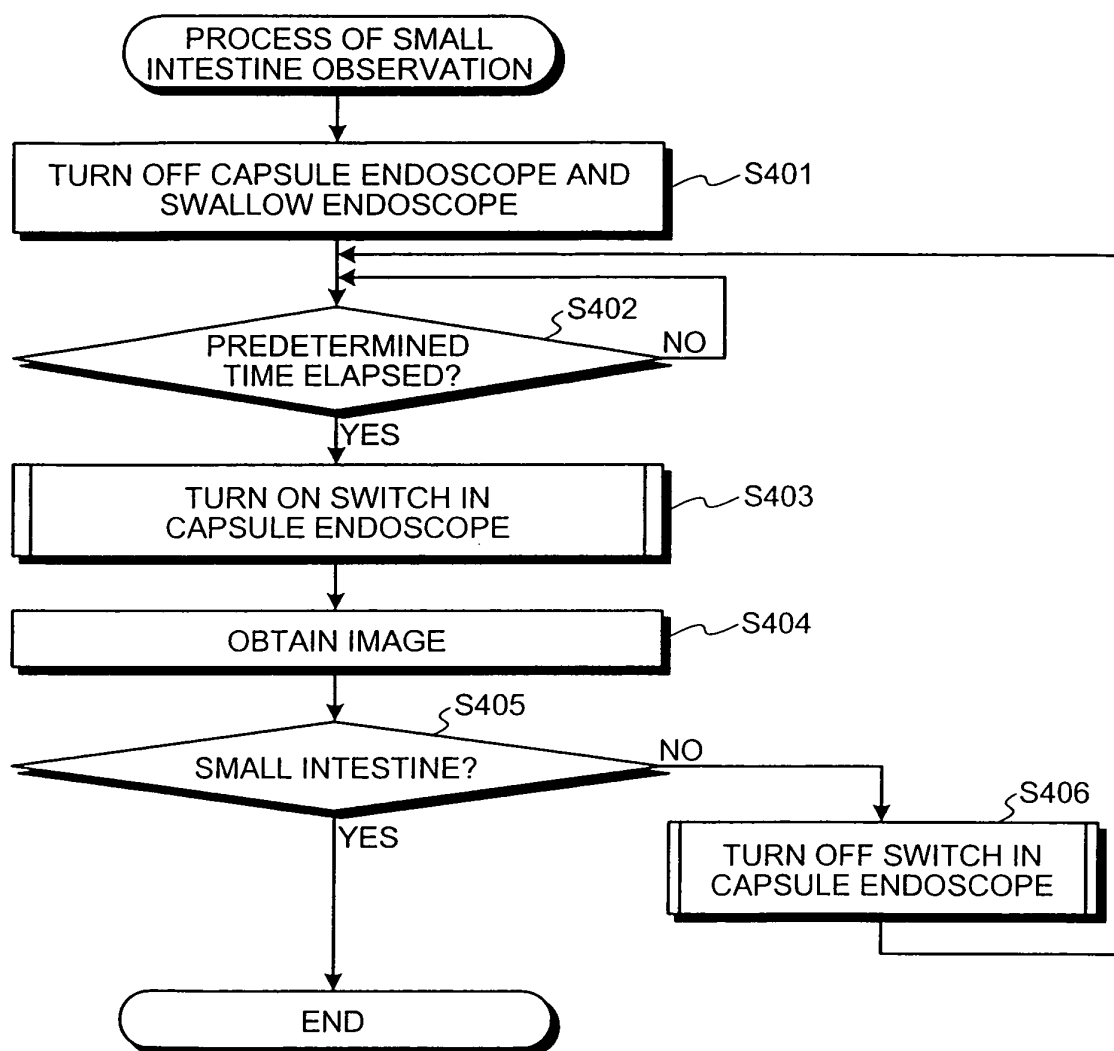 PROCESS OF SMALL
INTESTINE OBSERVATION
TURN OFF CAPSULE ENDOSCOPE AND
SWALLOW ENDOSCOPE
S401
S402
PREDETERMINED
TIME ELAPSED?
NO
YES
TURN ON SWITCH IN
CAPSULE ENDOSCOPE
S403
OBTAIN IMAGE
S404
S405
SMALL INTESTINE?
NO
YES
S406
TURN OFF SWITCH IN
CAPSULE ENDOSCOPE
END